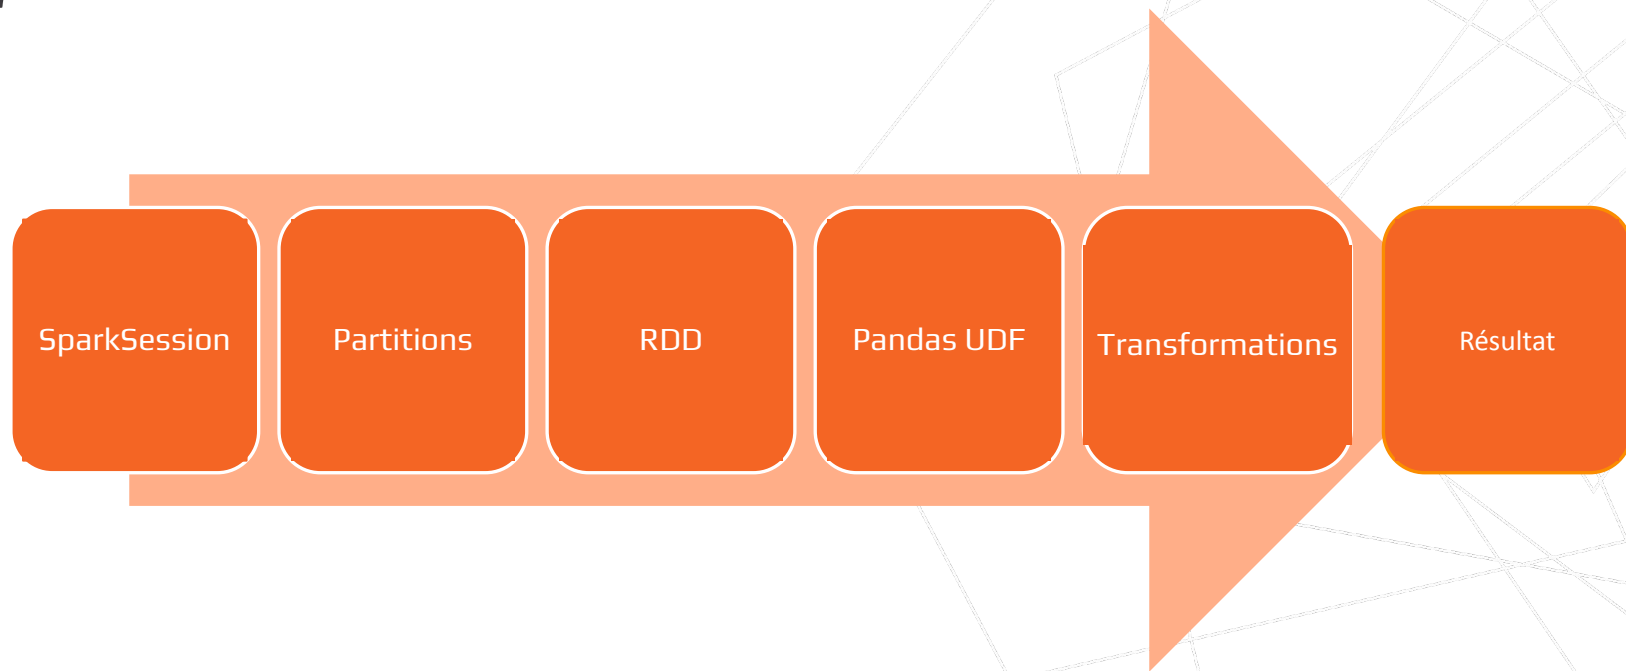 SparkSession
Partitions
RDD
Pandas UDF
Transformations
Résultat